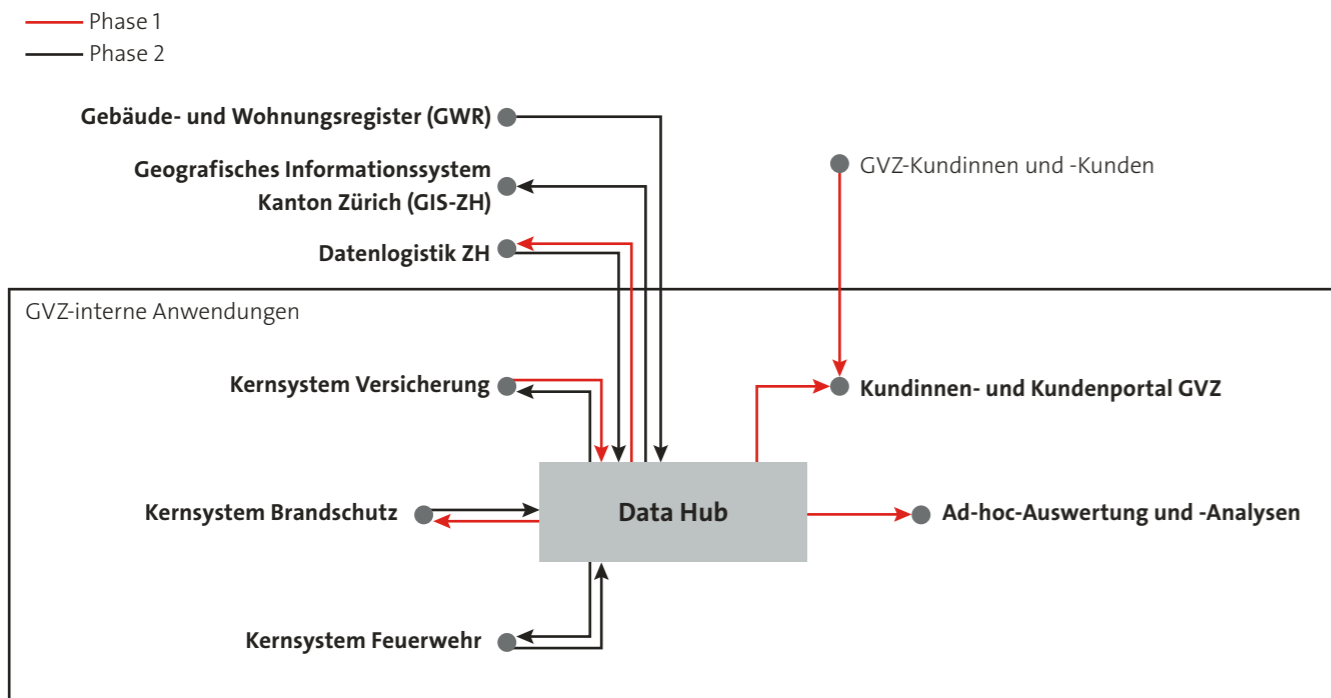 Phase 1
Phase 2
Gebäude- und Wohnungsregister (GWR)
Geografisches Informationssystem
Kanton Zürich (GIS-ZH)
GVZ-Kundinnen und -Kunden
Datenlogistik ZH
GVZ-interne Anwendungen
Kernsystem Versicherung
Kundinnen- und Kundenportal GVZ
Kernsystem Brandschutz
Data Hub
Ad-hoc-Auswertung und -Analysen
Kernsystem Feuerwehr